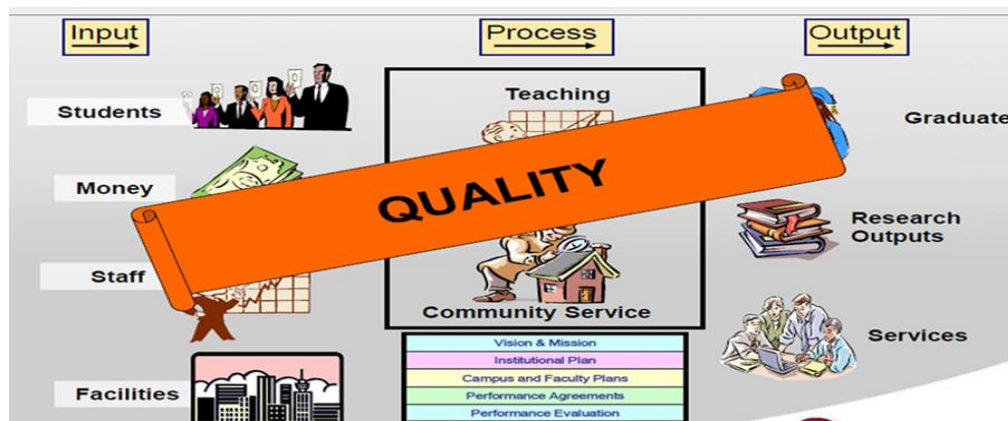 Input
Process
Output
Students
Teaching
Graduate
Money
QUALITY
Research
Outputs
Staff
Community Service
Services
Vision & Mission
Institutional Plan
Campus and Faculty Plans
Facilities
Performance Agreements
Performance Evaluation